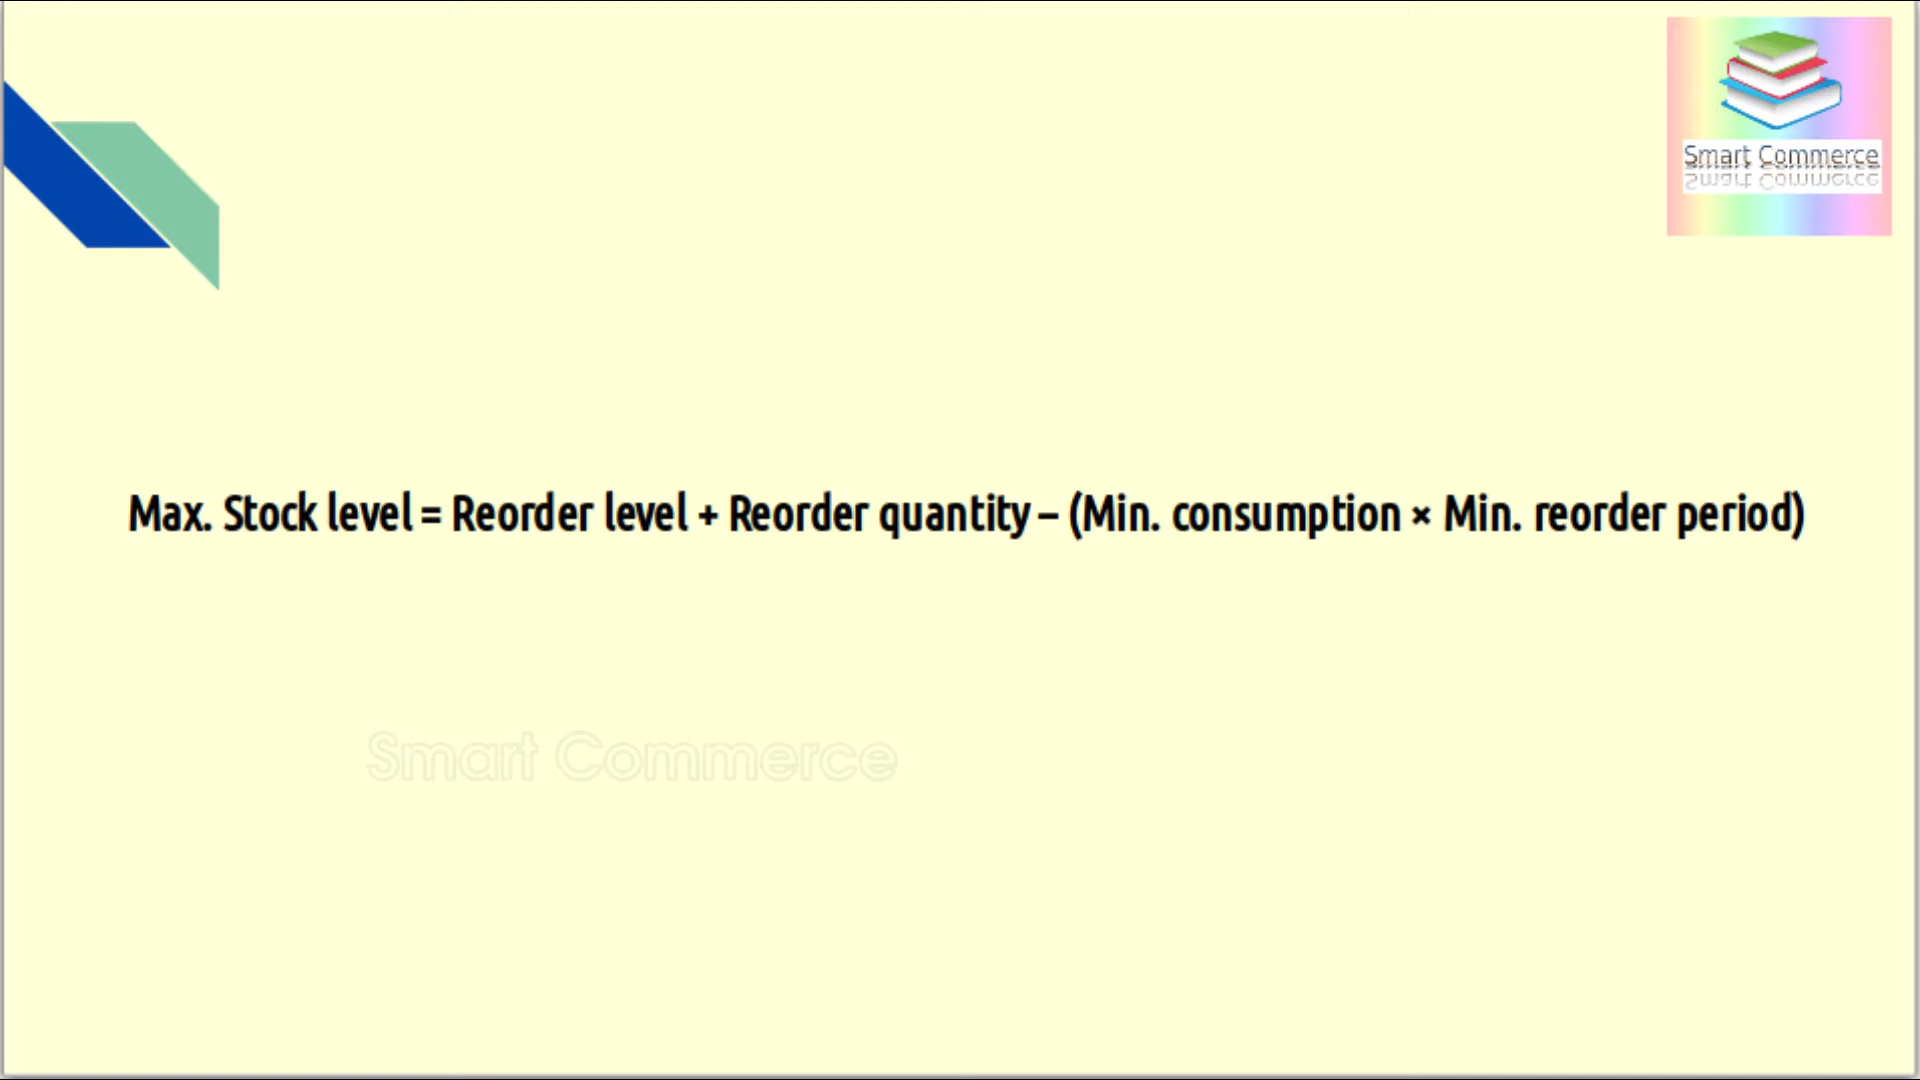 Smart Commerce
Max. Stock level = Reorder level + Reorder quantity – (Min. consumption × Min. reorder period)
Smart Commerce